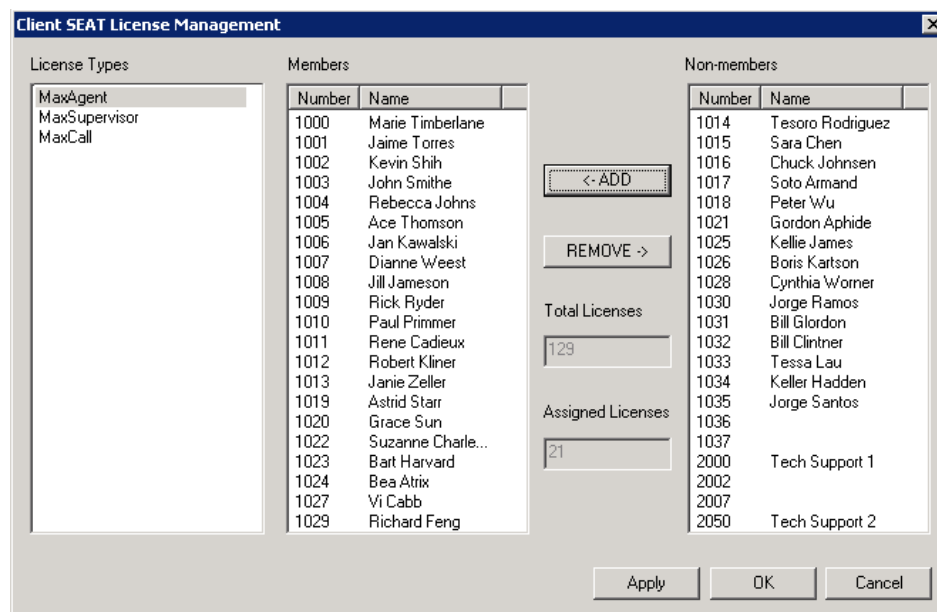 Client SEAT License Management
License Types
MaxAgent
MaxSupervisor
MaxCall
Members
Number Name
1000 Marie Timberlane
1001 Jaime Torres
1002 Kevin Shih
1003 John Smithe
1004 Rebecca Johns
1005 Ace Thomson
1006 Jan Kawalski
1007 Dianne Weest
1008 Jill Jameson
1009 Rick Ryder
1010 Paul Primmer
1011 Rene Cadieux
1012 Robert Kliner
1013 Janie Zeller
1019 Astrid Starr
1020 Grace Sun
1022 Suzanne Charle...
1023 Bart Harvard
1024 Bea Atrix
1027 Vi Cabb
1029 Richard Feng
<- ADD
REMOVE ->
Total Licenses
129
Assigned Licenses
21
Non-members
Number Name
1014 Tesoro Rodriguez
1015 Sara Chen
1016 Chuck Johnsen
1017 Soto Armand
1018 Peter Wu
1021 Gordon Aphide
1025 Kellie James
1026 Boris Kartson
1028 Cynthia Worner
1030 Jorge Ramos
1031 Bill Glordon
1032 Bill Clintner
1033 Tessa Lau
1034 Keller Hadden
1035 Jorge Santos
1036
1037
2000 Tech Support 1
2002
2007
2050 Tech Support 2
Apply
OK
Cancel